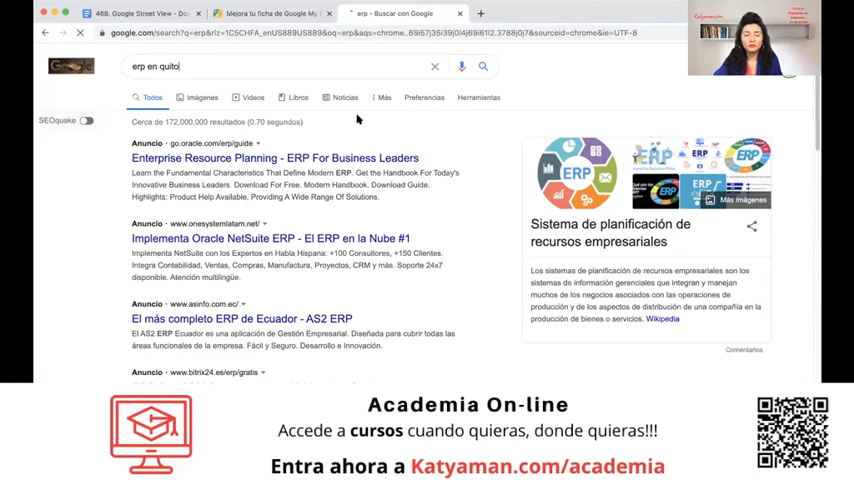 468. Google Street View - Do
Mejora tu ficha de Google My
erp - Buscar con Google
google.com/search?q=erp&rlz=1C5CHFA_enUS889US889&oq=erp&aqs=chrome..69i57j35i39j0l4j69i61l2.3788j0j7&sourceid=chrome&ie=UTF-8
Google
erp en quito
Todos Imágenes Videos Libros Noticias Más Preferencias Herramientas
SEOquake
Cerca de 172,000,000 resultados (0.70 segundos)
Anuncio · go.oracle.com/erp/guide
Enterprise Resource Planning - ERP For Business Leaders
Learn the Fundamental Characteristics That Define Modern ERP. Get the Handbook For Today's
Innovative Business Leaders. Download For Free. Modern Handbook. Download Guide.
Highlights: Product Help Available, Providing A Wide Range Of Solutions.
Anuncio · www.onesystemlatam.net/
Implementa Oracle NetSuite ERP - El ERP en la Nube #1
Implementa NetSuite con los Expertos en Habla Hispana: +100 Consultores, +150 Clientes.
Integra Contabilidad, Ventas, Compras, Manufactura, Proyectos, CRM y más. Soporte 24x7
disponible. Atención multilingüe.
Anuncio · www.asinfo.com.ec/
El más completo ERP de Ecuador - AS2 ERP
El AS2 ERP Ecuador es una aplicación de Gestión Empresarial. Diseñada para cubrir todas las
áreas funcionales de la empresa. Fácil y Seguro. Desarrollo e Innovación.
Anuncio · www.bitrix24.es/erp/gratis
ERP
ERP
ERP
ERP
Más imágenes
Sistema de planificación de
recursos empresariales
Los sistemas de planificación de recursos empresariales son los
sistemas de información gerenciales que integran y manejan
muchos de los negocios asociados con las operaciones de
producción y de los aspectos de distribución de una compañía en la
producción de bienes o servicios. Wikipedia
Comentarios
Academia On-line
Accede a cursos cuando quieras, donde quieras!!!
Entra ahora a Katyaman.com/academia